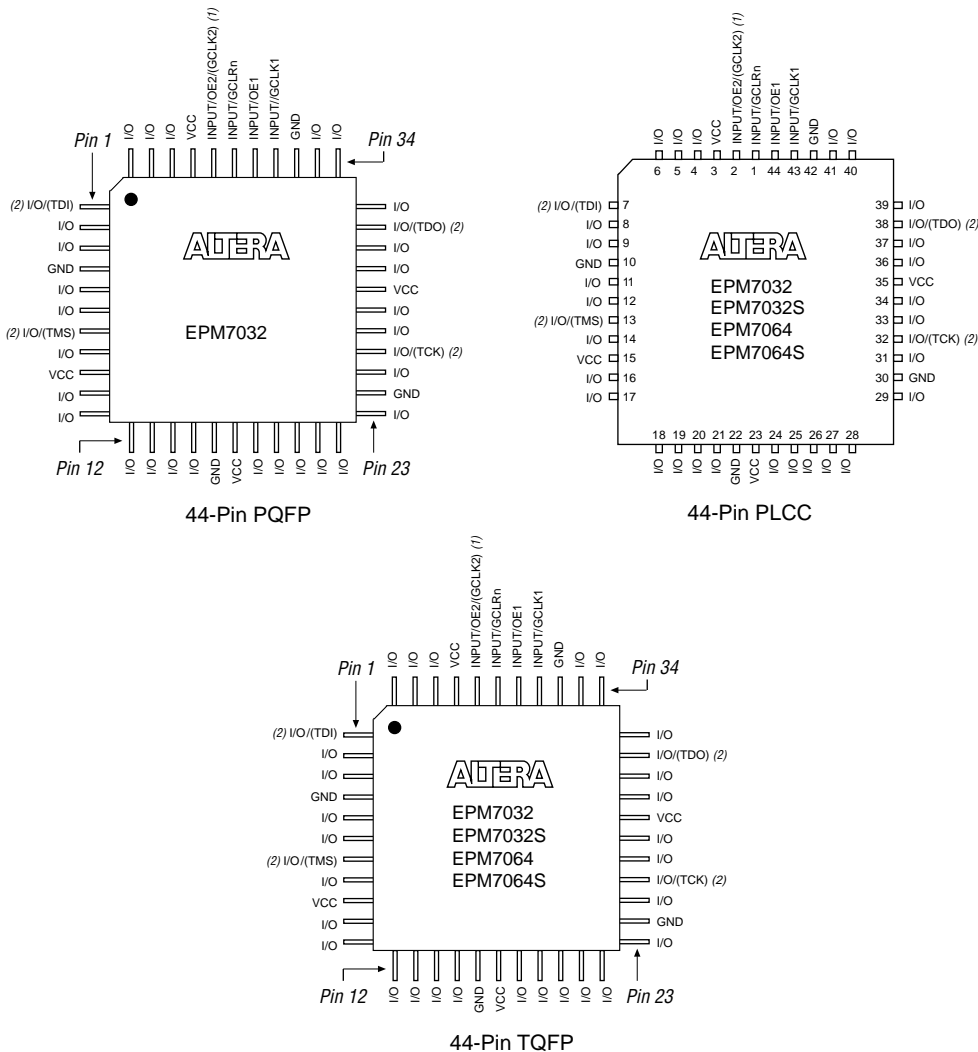 I/O
I/O
I/O
VCC
INPUT/OE2/(GCLK2) (1)
INPUT/GCLRn
INPUT/OE1
INPUT//GCLK1
GND
I/O
I/O
Pin 1
Pin 34
(2) I/O/(TDI)
I/O
I/O
GND
I/O
I/O
(2) I/O/(TMS)
I/O
VCC
I/O
I/O
ALTERA
EPM7032
I/O
I/O/(TDO) (2)
I/O
I/O
VCC
I/O
I/O
I/O/(TCK) (2)
I/O
GND
I/O
Pin 12
Pin 23
I/O
I/O
I/O
I/O
GND
VCC
I/O
I/O
I/O
I/O
I/O
44-Pin PQFP
I/O
I/O
I/O
VCC
INPUT/OE2/(GCLK2) (1)
INPUT/GCLRn
INPUT/OE1
INPUT/GCLK1
GND
I/O
I/O
6 5 4 3 2 1 44 43 42 41 40
(2) I/O/(TDI) 7
I/O 8
I/O 9
GND 10
I/O 11
I/O 12
(2) I/O/(TMS) 13
I/O 14
VCC 15
I/O 16
I/O 17
ALTERA
EPM7032
EPM7032S
EPM7064
EPM7064S
39 I/O
38 I/O/(TDO) (2)
37 I/O
36 I/O
35 VCC
34 I/O
33 I/O
32 I/O/(TCK) (2)
31 I/O
30 GND
29 I/O
18 19 20 21 22 23 24 25 26 27 28
I/O
I/O
I/O
I/O
GND
VCC
I/O
I/O
I/O
I/O
I/O
44-Pin PLCC
I/O
I/O
I/O
VCC
INPUT/OE2/(GCLK2) (1)
INPUT/GCLRn
INPUT/OE1
INPUT/GCLK1
GND
I/O
I/O
Pin 1
Pin 34
(2) I/O/(TDI)
I/O
I/O
GND
I/O
I/O
(2) I/O/(TMS)
I/O
VCC
I/O
I/O
ALTERA
EPM7032
EPM7032S
EPM7064
EPM7064S
I/O
I/O/(TDO) (2)
I/O
I/O
VCC
I/O
I/O
I/O/(TCK) (2)
I/O
GND
I/O
Pin 12
Pin 23
I/O
I/O
I/O
I/O
GND
VCC
I/O
I/O
I/O
I/O
I/O
44-Pin TQFP